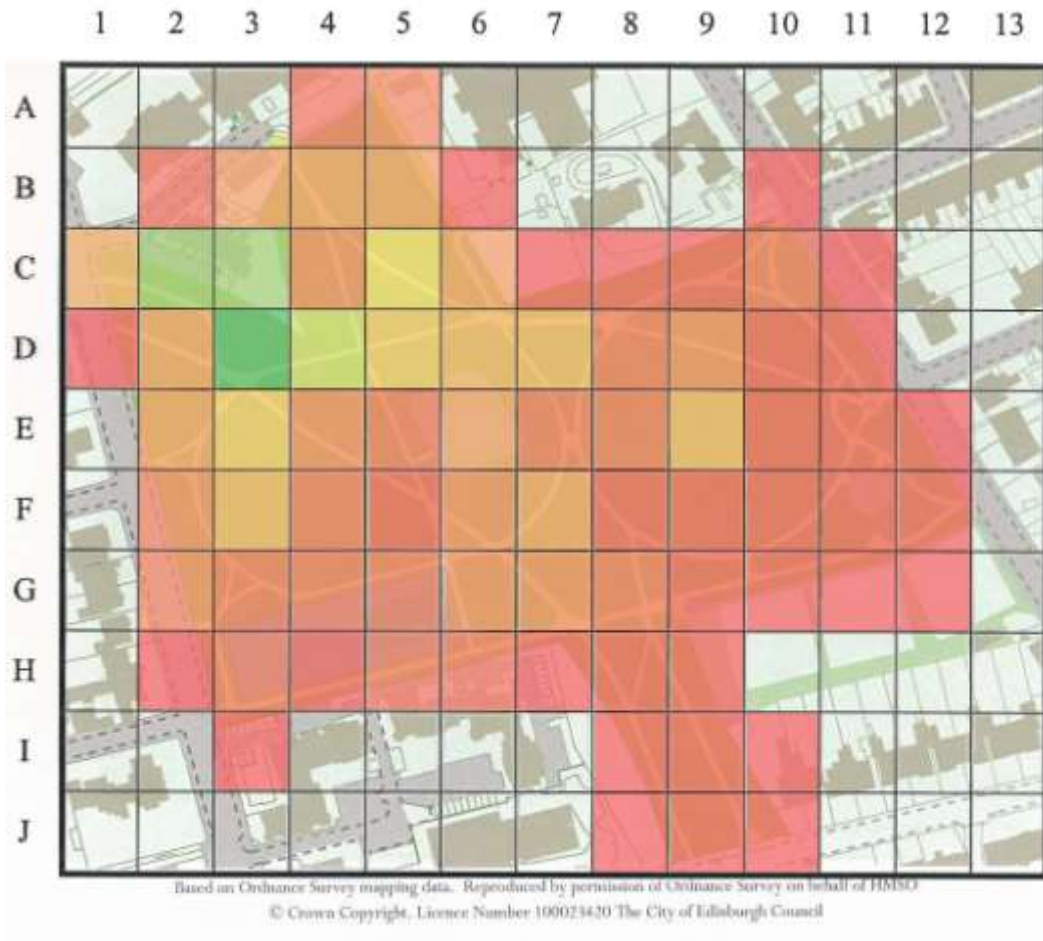 1 2 3 4 5 6 7 8 9 10 11 12 13
A
B
C
D
E
F
G
H
I
J
Based on Ordnance Survey mapping data. Reproduced by permission of Ordnance Survey on behalf of HMSO
© Crown Copyright. Licence Number 100023420 The City of Edinburgh Council